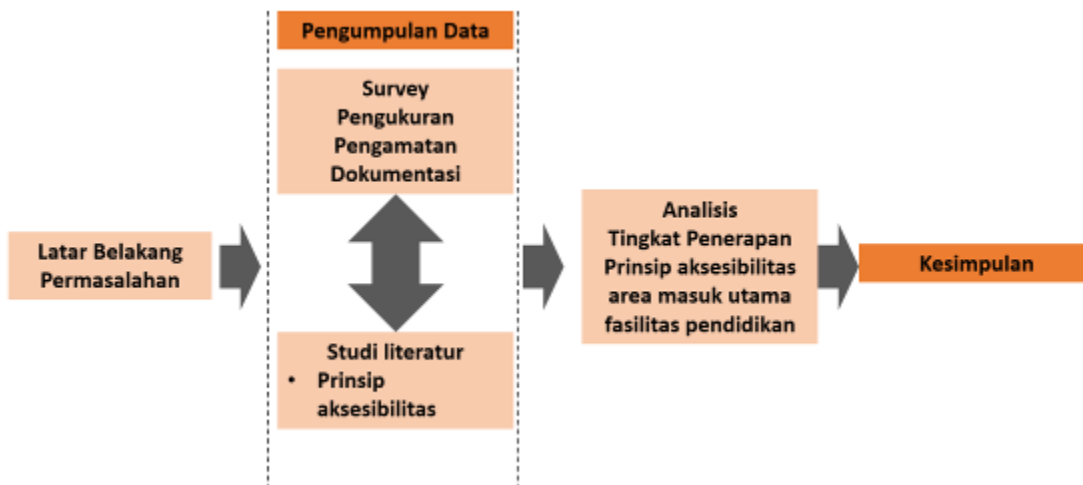 Pengumpulan Data
Survey
Pengukuran
Pengamatan
Dokumentasi
Latar Belakang
Permasalahan
Studi literatur
• Prinsip
aksesibilitas
Analisis
Tingkat Penerapan
Prinsip aksesibilitas
area masuk utama
fasilitas pendidikan
Kesimpulan